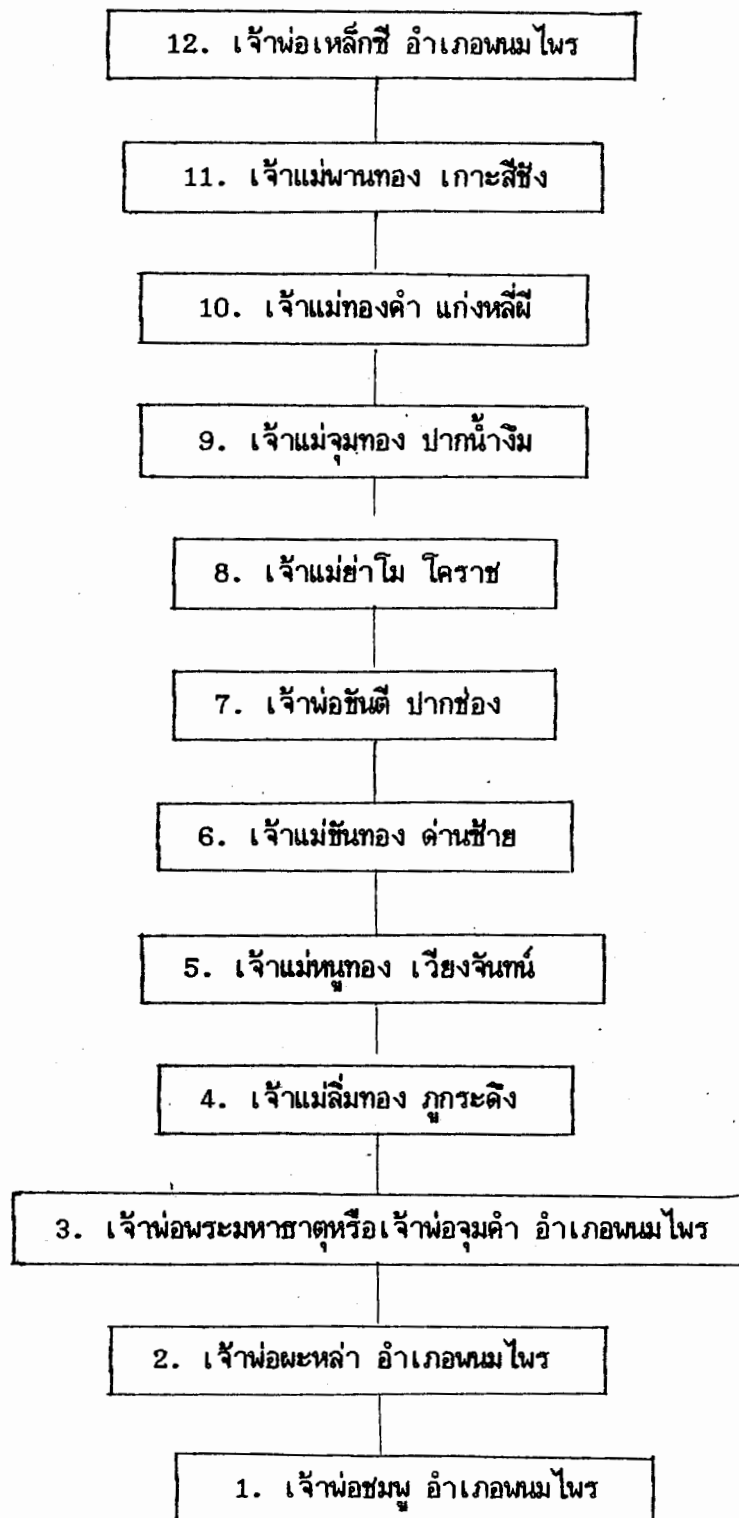 12. เจ้าพ่อเหล็กซี อำเภอพนมไพร
11. เจ้าแม่พานทอง เกาะสีชัง
10. เจ้าแม่ทองคำ แก่งหลี่ผี
9. เจ้าแม่จุมทอง ปากน้ำงึม
8. เจ้าแม่ย่าโม โคราช
7. เจ้าพ่อขันตี ปากช่อง
6. เจ้าแม่ขันทอง ด่านซ้าย
5. เจ้าแม่หนูทอง เวียงจันทน์
4. เจ้าแม่ลิ่มทอง ภูกระดึง
3. เจ้าพ่อพระมหาธาตุหรือเจ้าพ่อจุมคำ อำเภอพนมไพร
2. เจ้าพ่อผะหล่า อำเภอพนมไพร
1. เจ้าพ่อชมพู อำเภอพนมไพร